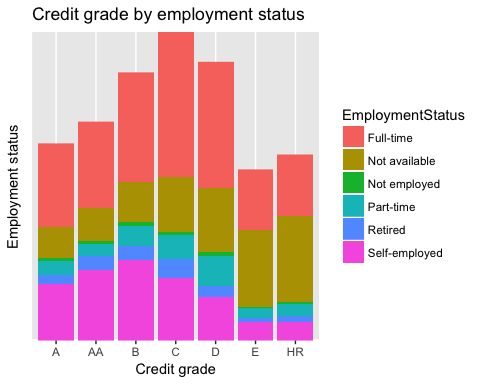 Credit grade by employment status
Employment status
A AA B C D E HR
Credit grade
EmploymentStatus
Full-time
Not available
Not employed
Part-time
Retired
Self-employed